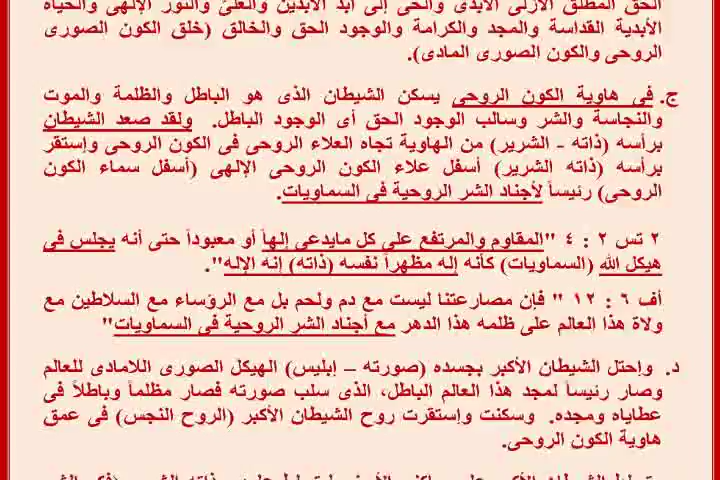 الحق المطلق الأزلى الأبدى والحى إلى أبد الآبدين والعلىّ والنور الإلهى والحياة
الأبدية القداسة والمجد والكرامة والوجود الحق والخالق (خلق الكون الصورى
الروحى والكون الصورى المادى).
ج. فى هاوية الكون الروحى يسكن الشيطان الذى هو الباطل والظلمة والموت
والنجاسة والشر وسالب الوجود الحق أى الوجود الباطل. ولقد صعد الشيطان
برأسه (ذاته - الشرير) من الهاوية تجاه العلاء الروحى فى الكون الروحى وإستقر
برأسه (ذاته الشرير) أسفل علاء الكون الروحى الإلهى (أسفل سماء الكون
الروحى) رئيساً لأجناد الشر الروحية فى السماويات.
٢ تس ٢ : ٤ "المقاوم والمرتفع على كل مايدعى إلهاً أو معبوداً حتى أنه يجلس فى
هيكل الله (السماويات) كأنه إله مظهراً نفسه (ذاته) إنه الإله".
أف ٦ : ١٢ " فإن مصارعتنا ليست مع دم ولحم بل مع الرؤساء مع السلاطين مع
ولاة هذا العالم على ظلمه هذا الدهر مع أجناد الشر الروحية فى السماويات"
د. وإحتل الشيطان الأكبر بجسده (صورته – إبليس) الهيكل الصورى اللامادى للعالم
وصار رئيساً لمجد هذا العالم الباطل، الذى سلب صورته فصار مظلماً وباطلاً فى
عطاياه ومجده. وسكنت وإستقرت روح الشيطان الأكبر (الروح النجس) فى عمق
هاوية الكون الروحى.